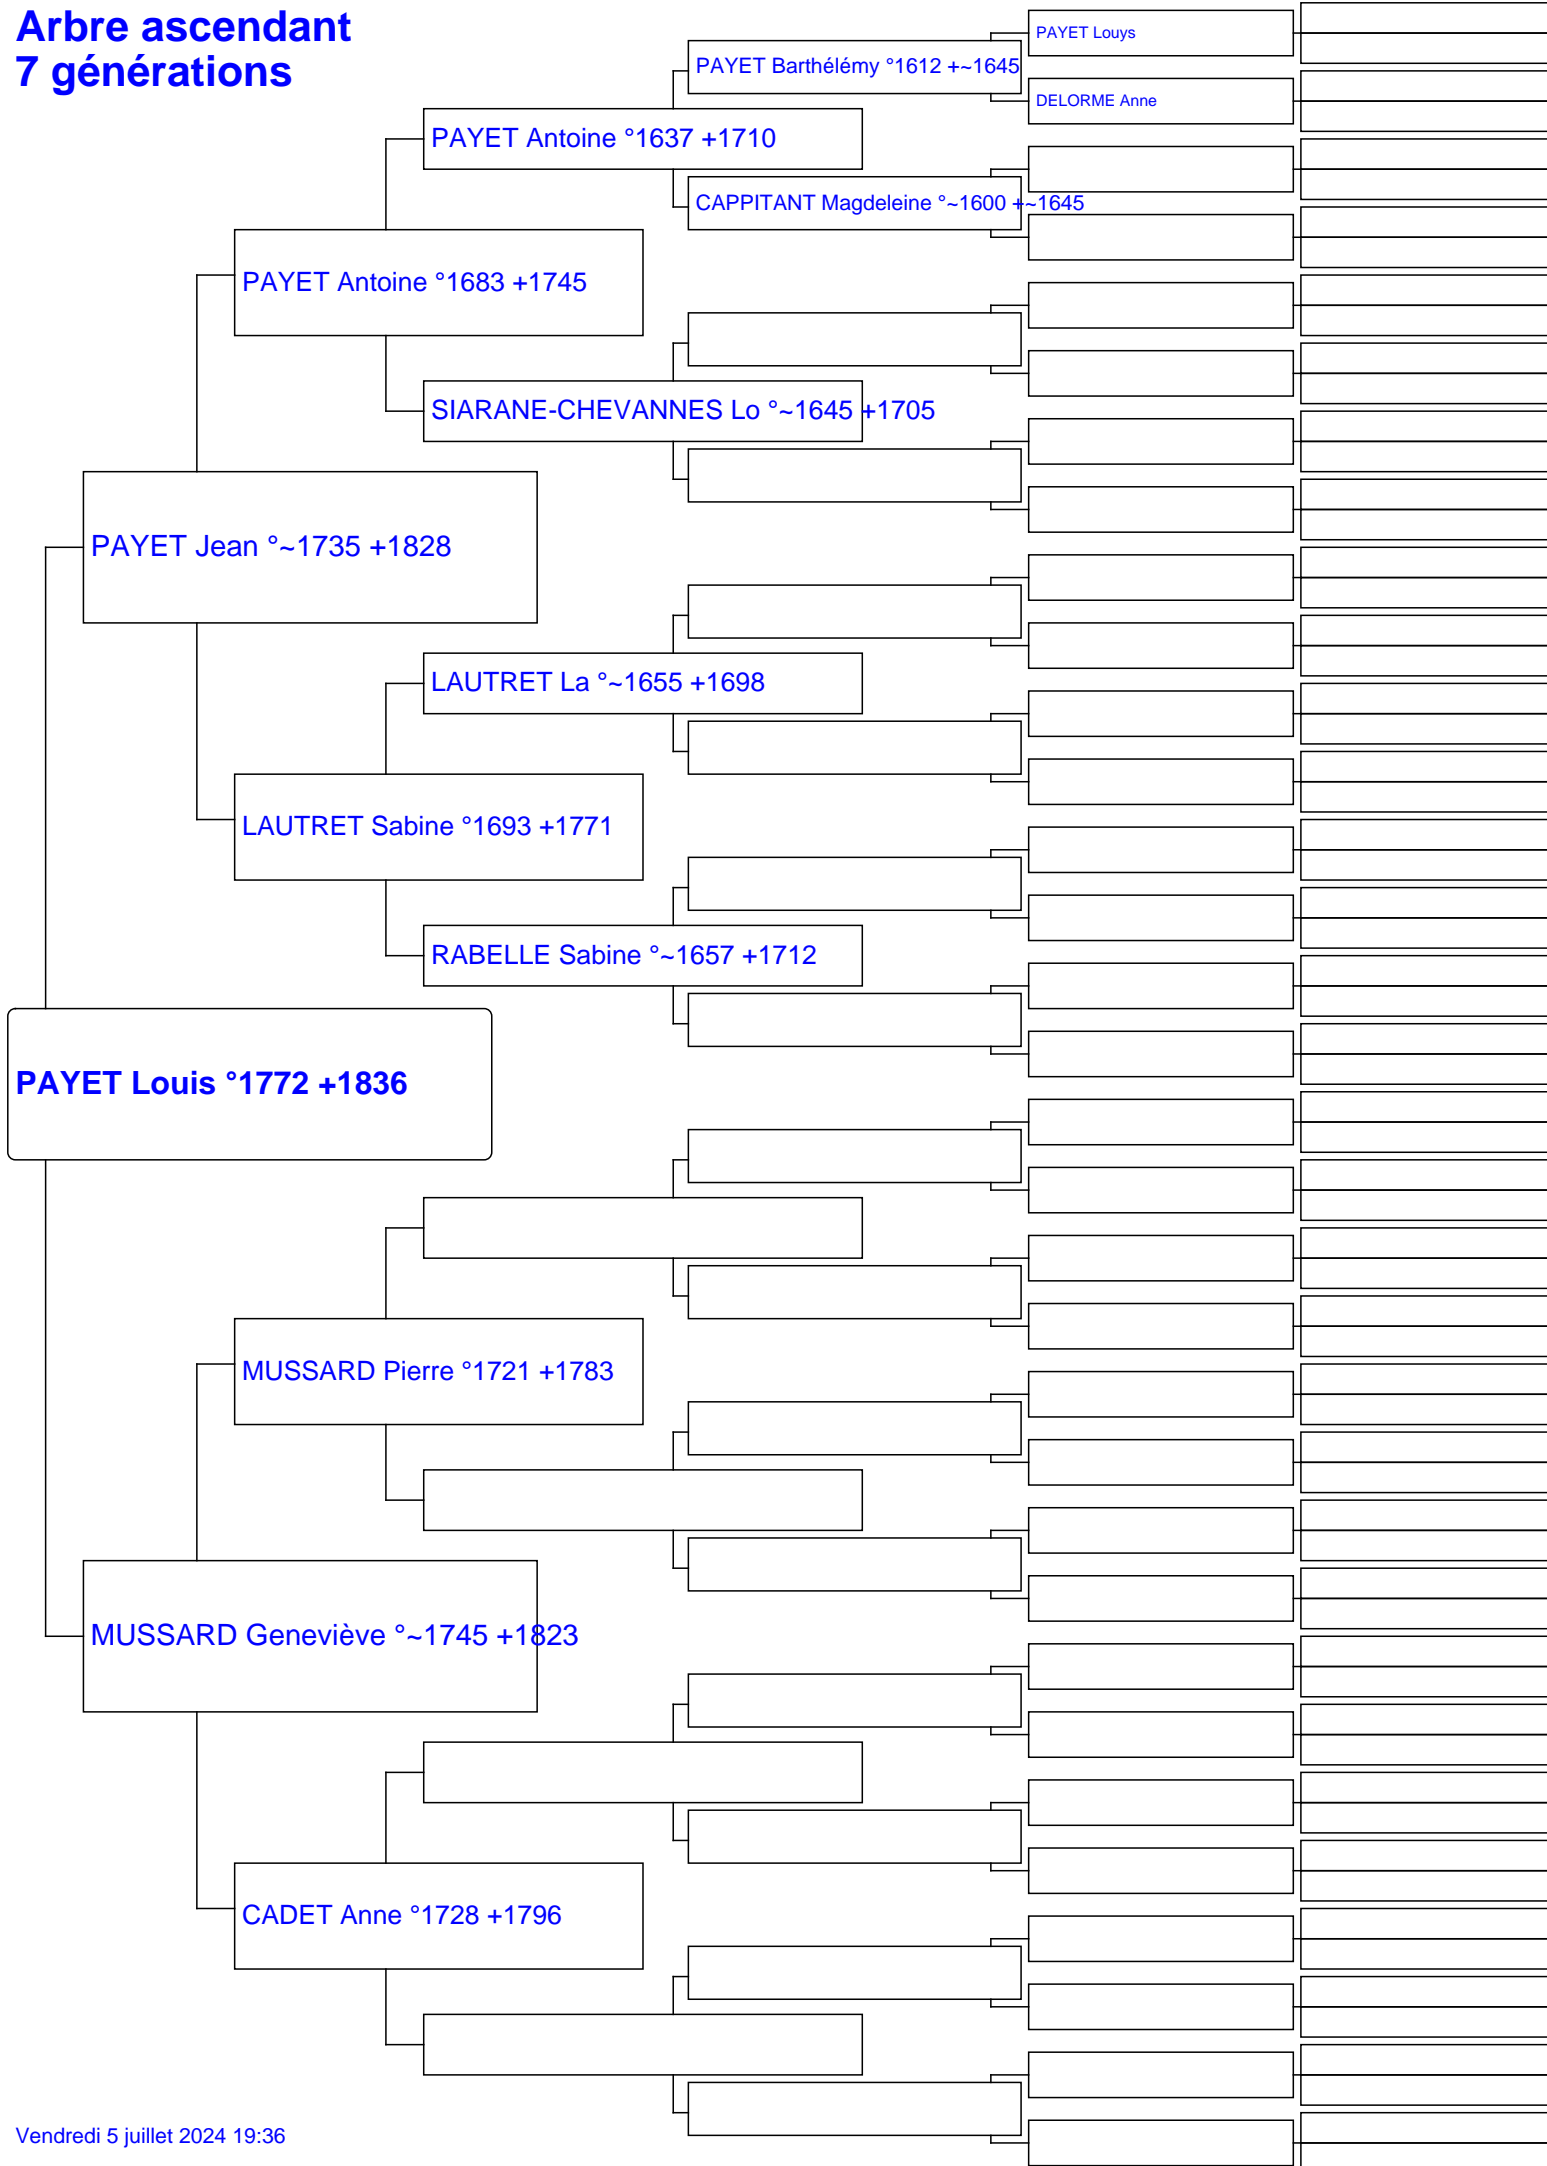 Arbre ascendant
7 générations
PAYET Louys
PAYET Barthélémy °1612 +~1645
DELORME Anne
PAYET Antoine °1637 +1710
CAPPITANT Magdeleine °~1600 +~1645
PAYET Antoine °1683 +1745
SIARANE-CHEVANNES Lo °~1645 +1705
PAYET Jean °~1735 +1828
LAUTRET La °~1655 +1698
LAUTRET Sabine °1693 +1771
RABELLE Sabine °~1657 +1712
PAYET Louis °1772 +1836
MUSSARD Pierre °1721 +1783
MUSSARD Geneviève °~1745 +1823
CADET Anne °1728 +1796
Vendredi 5 juillet 2024 19:36